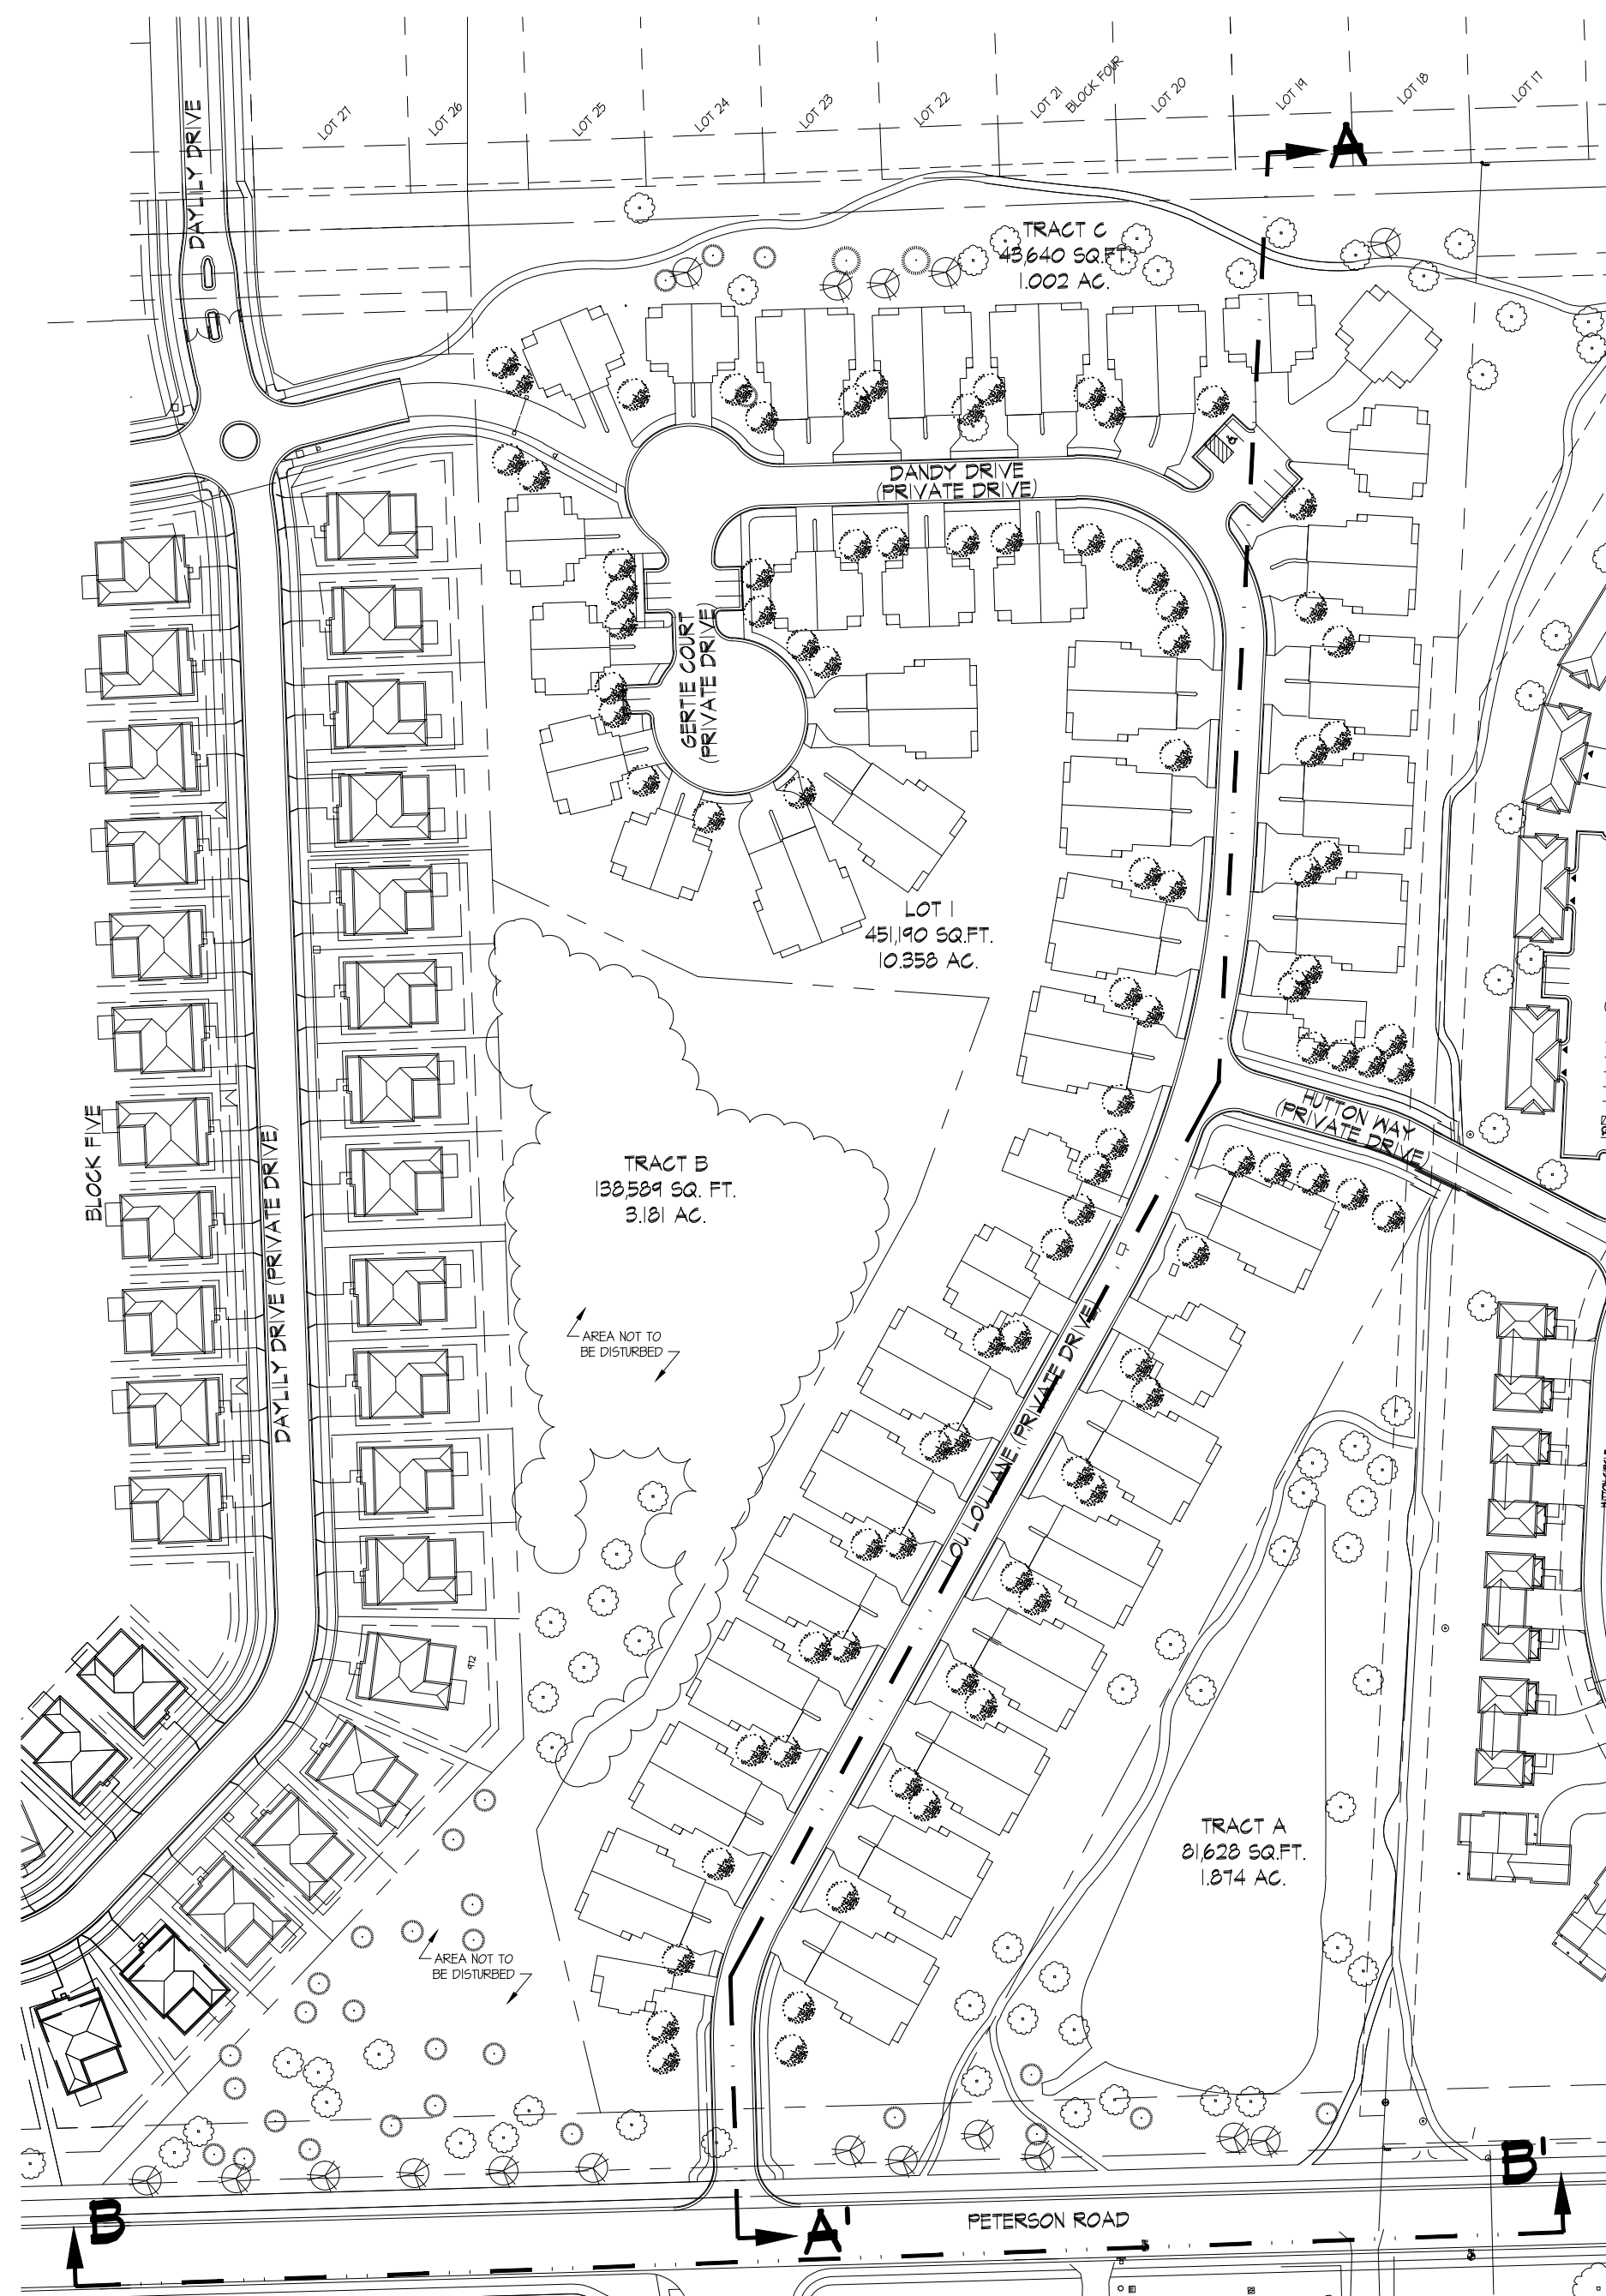 DAYLILY DRIVE
LOT 27
LOT 26
LOT 25
LOT 24
LOT 23
LOT 22
LOT 21
BLOCK FOUR
LOT 20
LOT 19
LOT 18
LOT 17
A
TRACT C
43,640 SQ.FT.
1.002 AC.
DANDY DRIVE
(PRIVATE DRIVE)
GERTIE COURT
(PRIVATE DRIVE)
LOT 1
451,190 SQ.FT.
10.358 AC.
HUTTON WAY
(PRIVATE DRIVE)
BLOCK FIVE
DAYLILY DRIVE (PRIVATE DRIVE)
TRACT B
138,589 SQ. FT.
3.181 AC.
AREA NOT TO
BE DISTURBED
LOU LOU LANE (PRIVATE DRIVE)
972
TRACT A
81,628 SQ.FT.
1.874 AC.
AREA NOT TO
BE DISTURBED
B
A'
PETERSON ROAD
B'